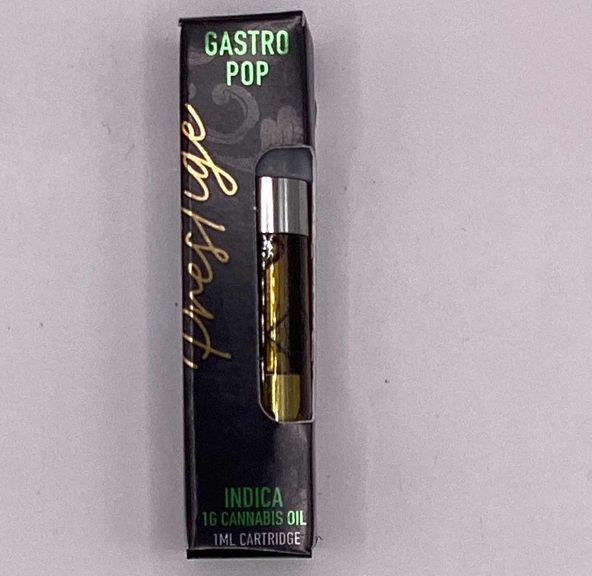 GASTRO
POP
Prestige
INDICA
1G CANNABIS OIL
1ML CARTRIDGE